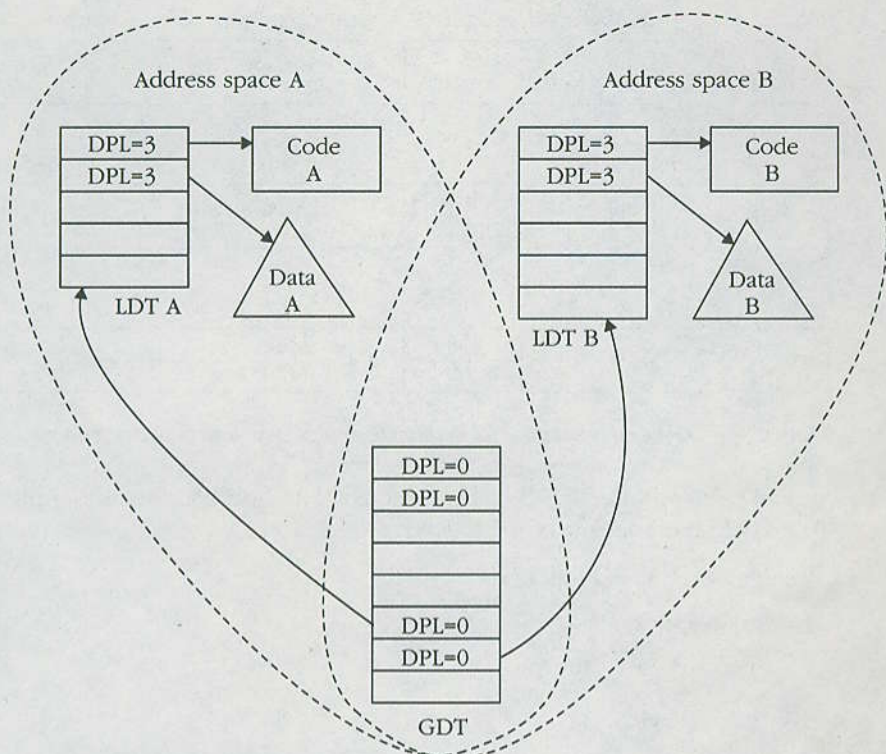 Address space A
DPL=3
DPL=3
Code
A
Data
A
LDT A
Address space B
DPL=3
DPL=3
Code
B
Data
B
LDT B
DPL=0
DPL=0
DPL=0
DPL=0
GDT